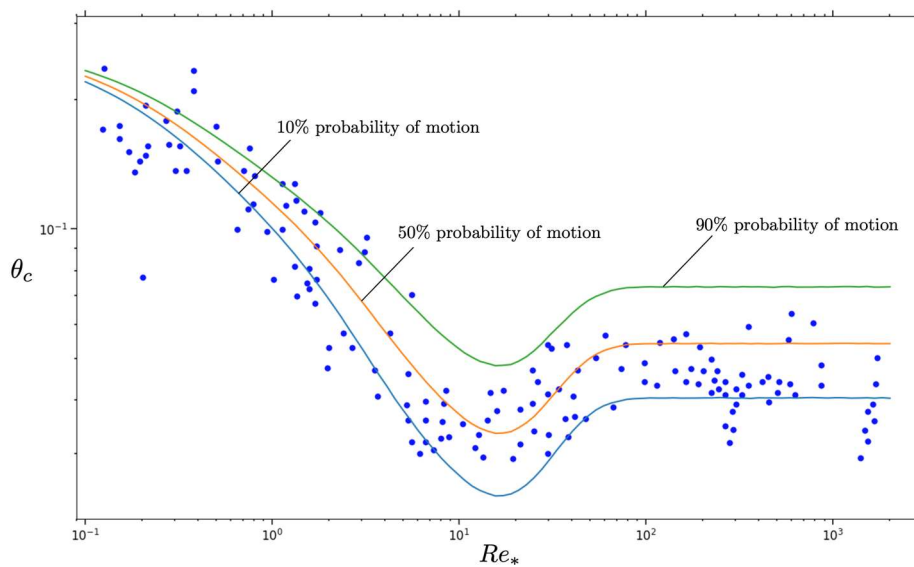 10% probability of motion
50% probability of motion
90% probability of motion
10⁻¹
θc
10⁻¹ 10⁰ 10¹ 10² 10³
Re*